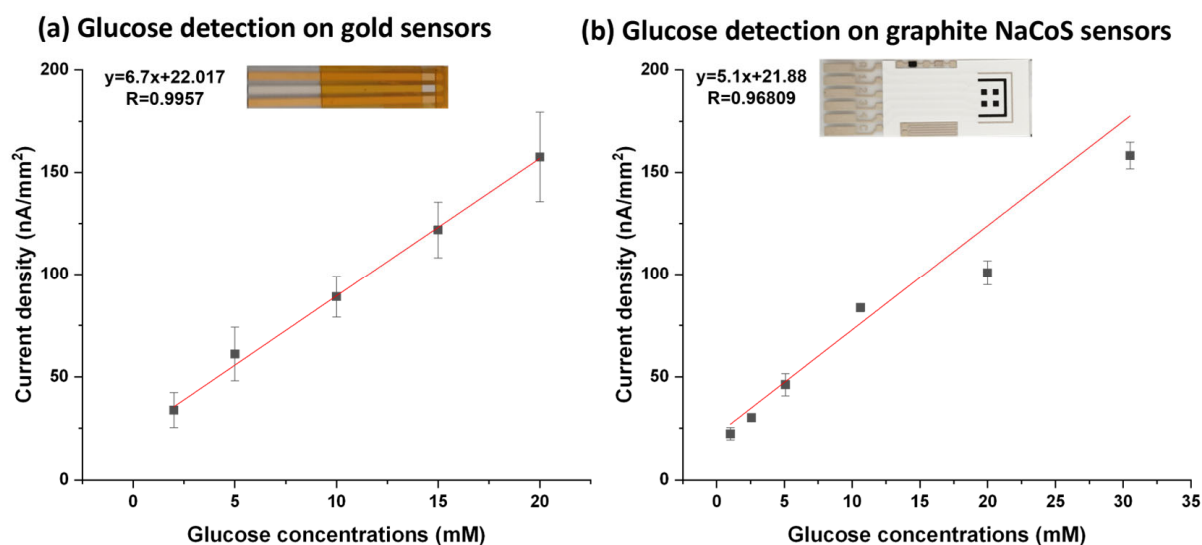 (a) Glucose detection on gold sensors
y=6.7x+22.017
R=0.9957
200
150
100
50
0
Current density (nA/mm²)
0 5 10 15 20
Glucose concentrations (mM)
(b) Glucose detection on graphite NaCoS sensors
y=5.1x+21.88
R=0.96809
200
150
100
50
0
Current density (nA/mm²)
0 5 10 15 20 25 30 35
Glucose concentrations (mM)